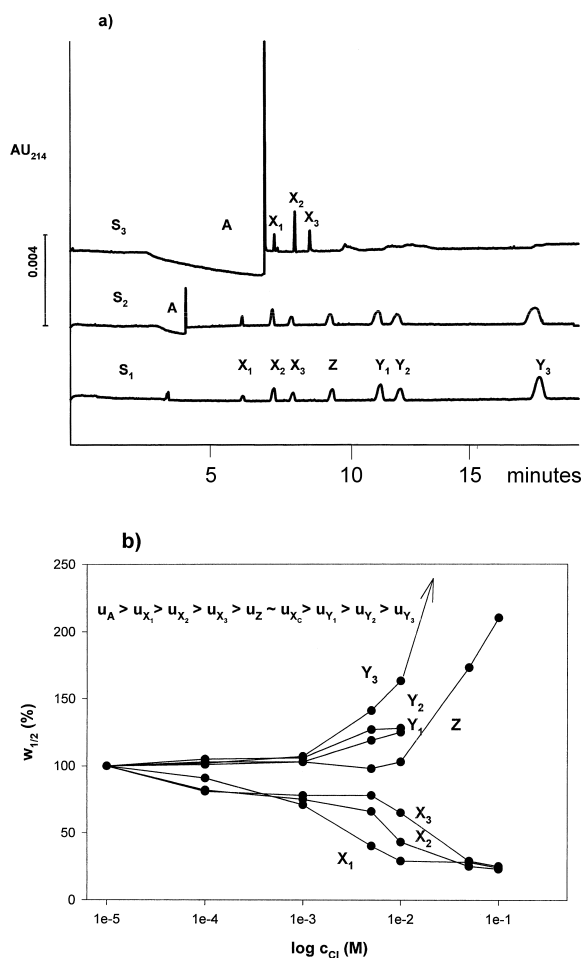 a)
AU214
0.004
S3 A X1 X2 X3
S2 A
S1 X1 X2 X3 Z Y1 Y2 Y3
5 10 15 minutes
b)
250
200
150
100
50
0
w1/2 (%)
uA > uX1 > uX2 > uX3 > uZ ~ uXC > uY1 > uY2 > uY3
Y3
Y2
Y1
Z
X3
X2
X1
1e-5 1e-4 1e-3 1e-2 1e-1
log cCl (M)